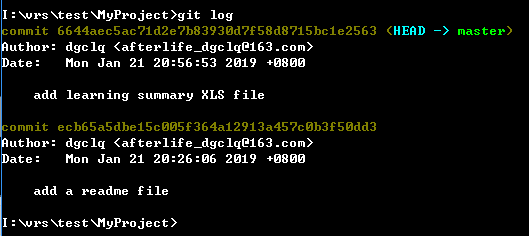 I:\vrs\test\MyProject>git log
commit 6644aec5ac71d2e7b83930d7f58d8715bc1e2563 (HEAD -> master)
Author: dgclq <afterlife_dgclq@163.com>
Date:   Mon Jan 21 20:56:53 2019 +0800
    add learning summary XLS file
commit ecb65a5dbe15c005f364a12913a457c0b3f50dd3
Author: dgclq <afterlife_dgclq@163.com>
Date:   Mon Jan 21 20:26:06 2019 +0800
    add a readme file
I:\vrs\test\MyProject>